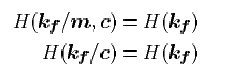 H(k_f/m, c) = H(k_f)
H(k_f/c) = H(k_f)